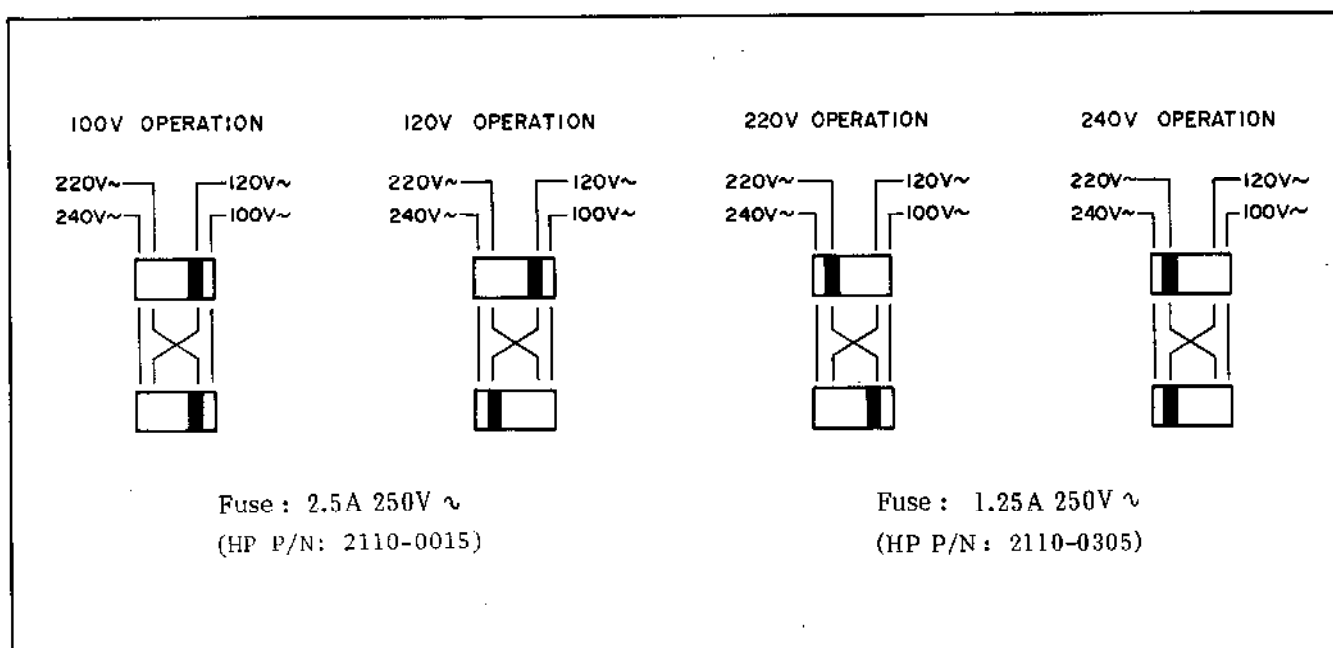 100V OPERATION
120V OPERATION
220V OPERATION
240V OPERATION
220V~ 120V~
240V~ 100V~
220V~ 120V~
240V~ 100V~
220V~ 120V~
240V~ 100V~
220V~ 120V~
240V~ 100V~
Fuse : 2.5A 250V ~
(HP P/N: 2110-0015)
Fuse : 1.25A 250V ~
(HP P/N : 2110-0305)